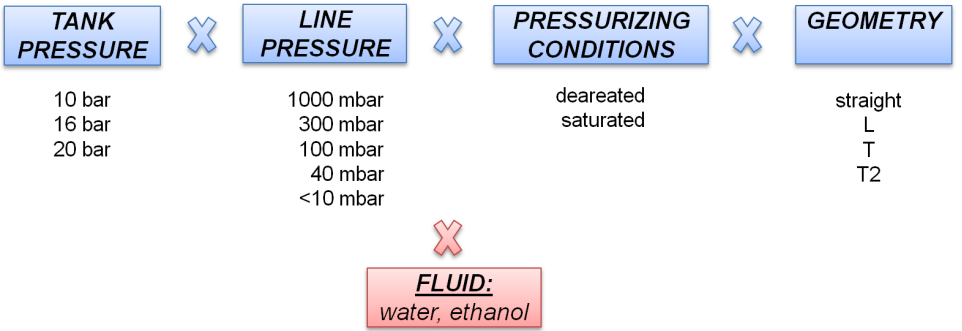 TANK PRESSURE
LINE PRESSURE
PRESSURIZING CONDITIONS
GEOMETRY
10 bar
16 bar
20 bar
1000 mbar
300 mbar
100 mbar
40 mbar
<10 mbar
deareated
saturated
straight
L
T
T2
FLUID:
water, ethanol